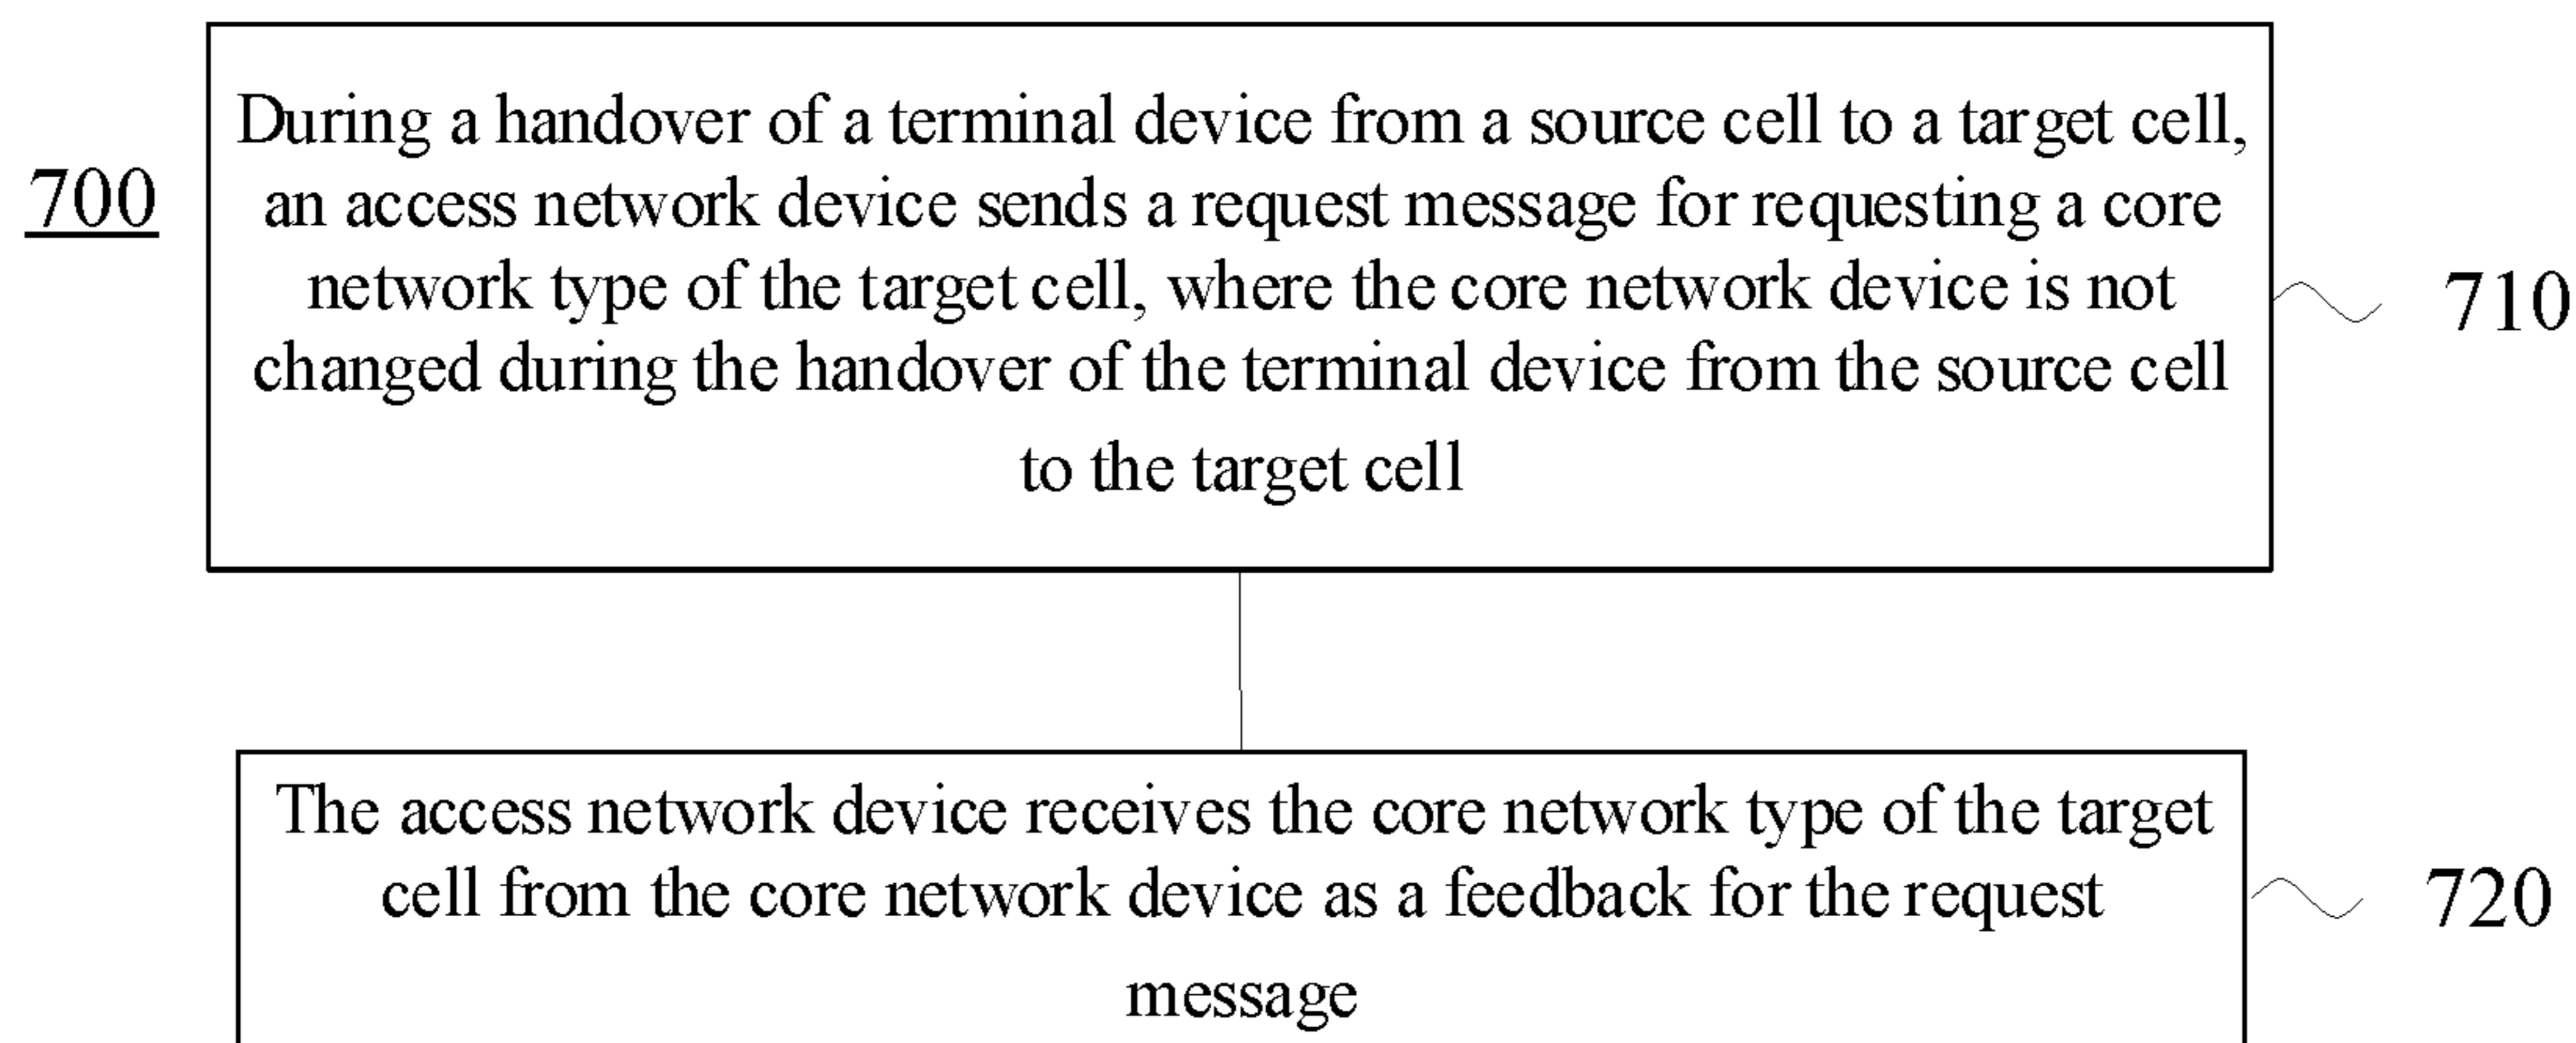 During a handover of a terminal device from a source cell to a target cell,
700
an access network device sends a request message for requesting a core
network type of the target cell, where the core network device is not
710
changed during the handover of the terminal device from the source cell
to the target cell
The access network device receives the core network type of the target
cell from the core network device as a feedback for the request
720
message